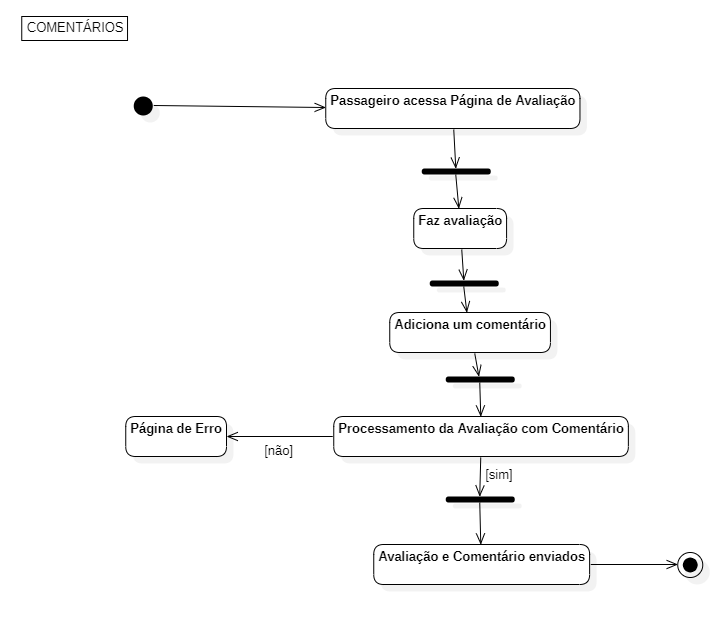 COMENTÁRIOS
Passageiro acessa Página de Avaliação
Faz avaliação
Adiciona um comentário
Página de Erro
Processamento da Avaliação com Comentário
[não]
[sim]
Avaliação e Comentário enviados